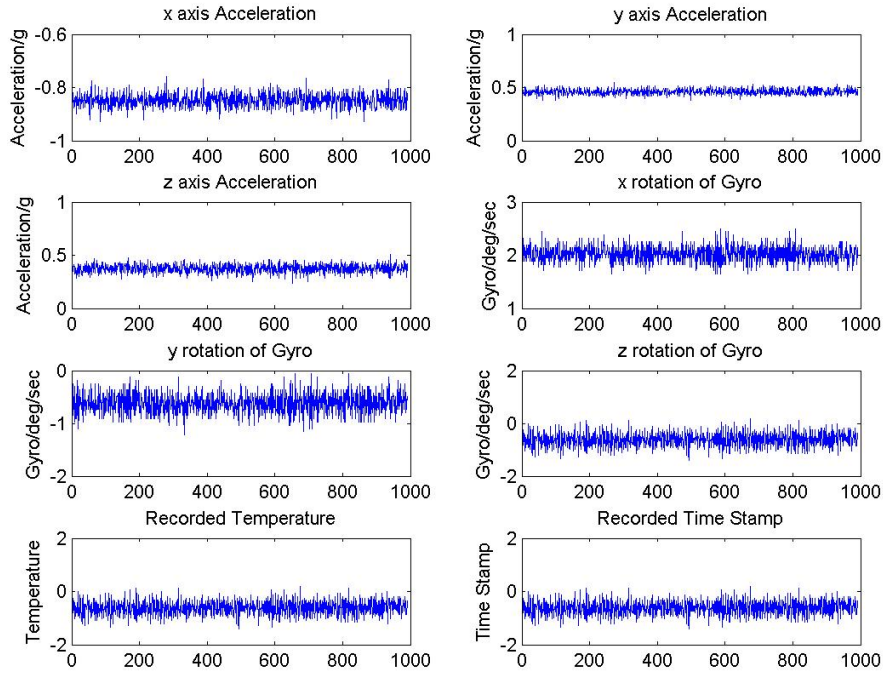 x axis Acceleration
-0.6
-0.8
-1
Acceleration/g
0 200 400 600 800 1000
y axis Acceleration
1
0.5
0
Acceleration/g
0 200 400 600 800 1000
z axis Acceleration
1
0.5
0
Acceleration/g
0 200 400 600 800 1000
x rotation of Gyro
3
2
1
Gyro/deg/sec
0 200 400 600 800 1000
y rotation of Gyro
0
-1
-2
Gyro/deg/sec
0 200 400 600 800 1000
z rotation of Gyro
2
0
-2
Gyro/deg/sec
0 200 400 600 800 1000
Recorded Temperature
2
0
-2
Temperature
0 200 400 600 800 1000
Recorded Time Stamp
2
0
-2
Time Stamp
0 200 400 600 800 1000